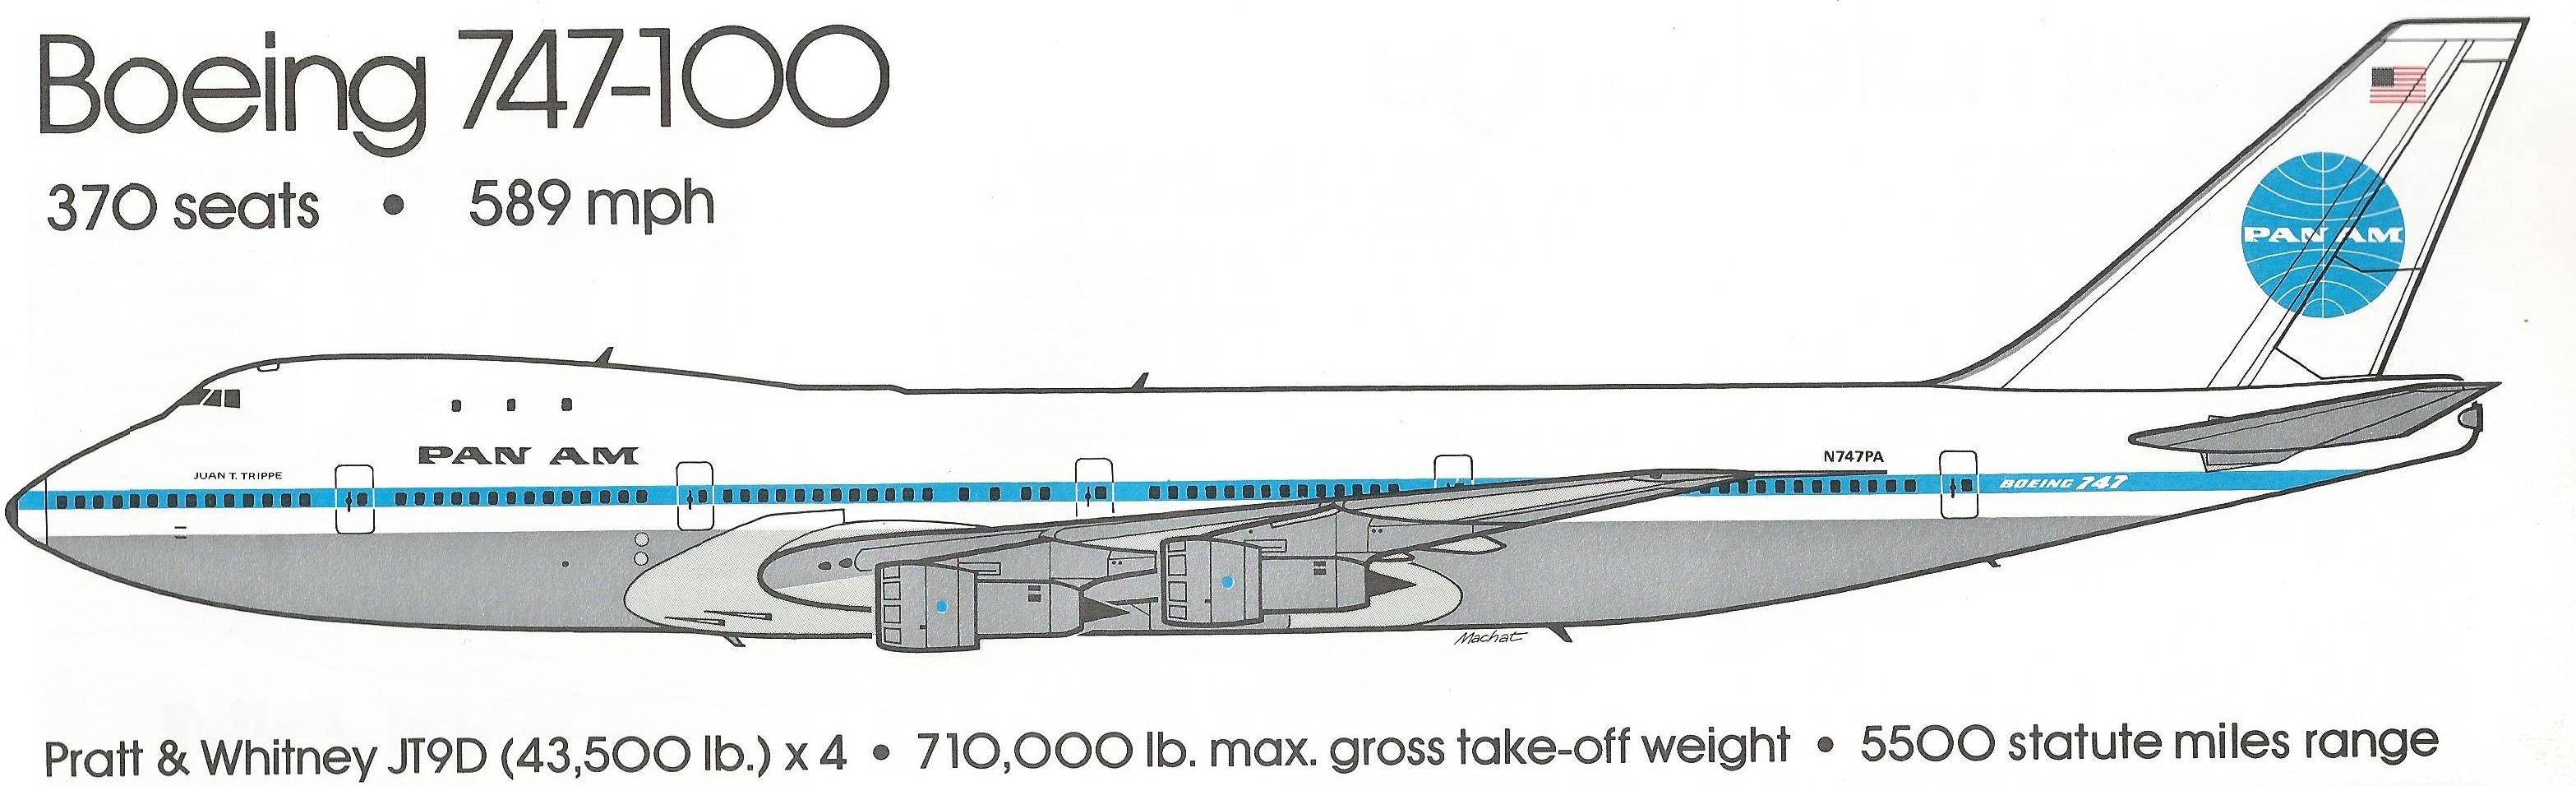 Boeing 747-100
370 seats • 589 mph
PAN AM
PAN AM
JUAN T. TRIPPE
N747PA
BOEING 747
Machat
Pratt & Whitney JT9D (43,500 lb.) x 4 • 710,000 lb. max. gross take-off weight • 5500 statute miles range